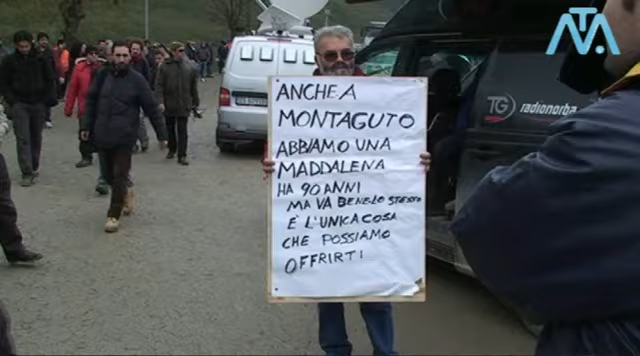 ATM
ANCHE A
MONTAGUTO
ABBIAMO UNA
MADDALENA
HA 90 ANNI
MA VA BENE LO STESSO
È L'UNICA COSA
CHE POSSIAMO
OFFRIRTI
TG radionorba